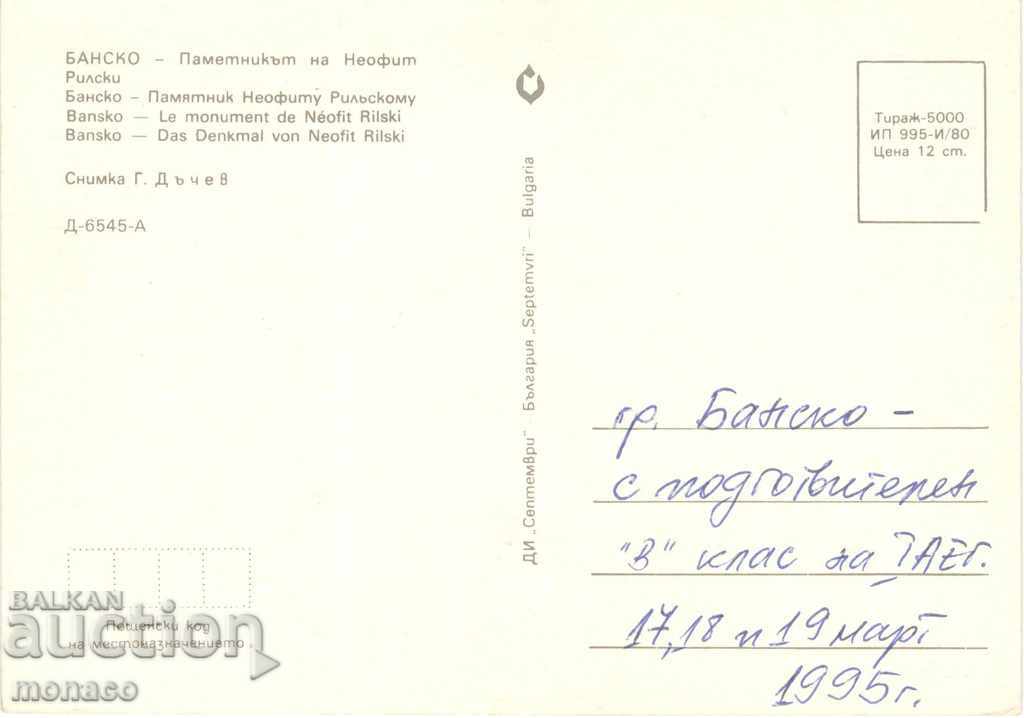 БАНСКО – Паметникът на Неофит
Рилски
Банско – Памятник Неофиту Рильскому
Bansko — Le monument de Néofit Rilski
Bansko — Das Denkmal von Neofit Rilski
Снимка Г. Дъчев
Д-6545-А
ДИ „Септември" – България „Septemvri" – Bulgaria
Тираж-5000
ИП 995-И/80
Цена 12 ст.
гр. Банско –
с подготвителен
"В" клас на ТАЕГ.
17, 18 и 19 март
1995 г.
Пощенски код
на местоназначението
BALKAN
auction
monaco